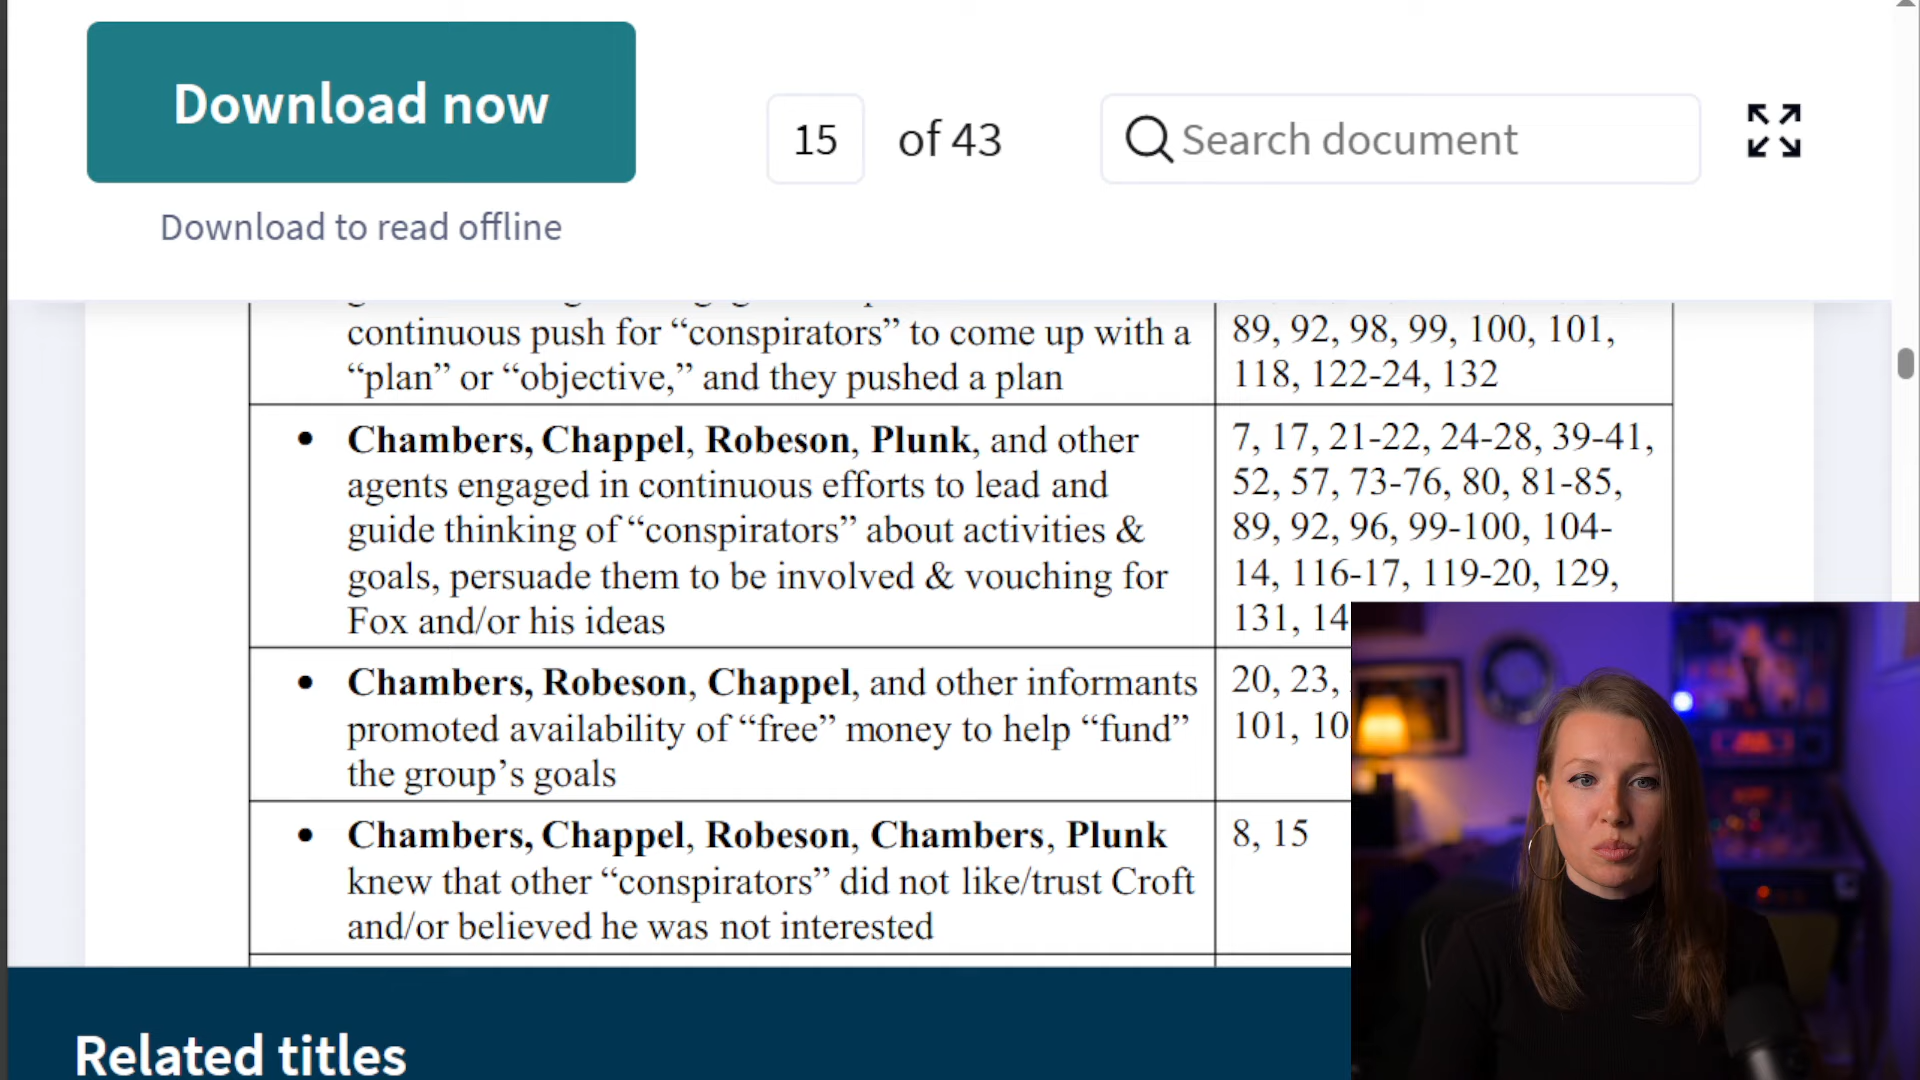 Download now
15 of 43
Search document
Download to read offline
continuous push for “conspirators” to come up with a
“plan” or “objective,” and they pushed a plan
89, 92, 98, 99, 100, 101,
118, 122-24, 132
• Chambers, Chappel, Robeson, Plunk, and other
agents engaged in continuous efforts to lead and
guide thinking of “conspirators” about activities &
goals, persuade them to be involved & vouching for
Fox and/or his ideas
7, 17, 21-22, 24-28, 39-41,
52, 57, 73-76, 80, 81-85,
89, 92, 96, 99-100, 104-
14, 116-17, 119-20, 129,
131, 14
• Chambers, Robeson, Chappel, and other informants
promoted availability of “free” money to help “fund”
the group’s goals
20, 23,
101, 10
• Chambers, Chappel, Robeson, Chambers, Plunk
knew that other “conspirators” did not like/trust Croft
and/or believed he was not interested
8, 15
Related titles